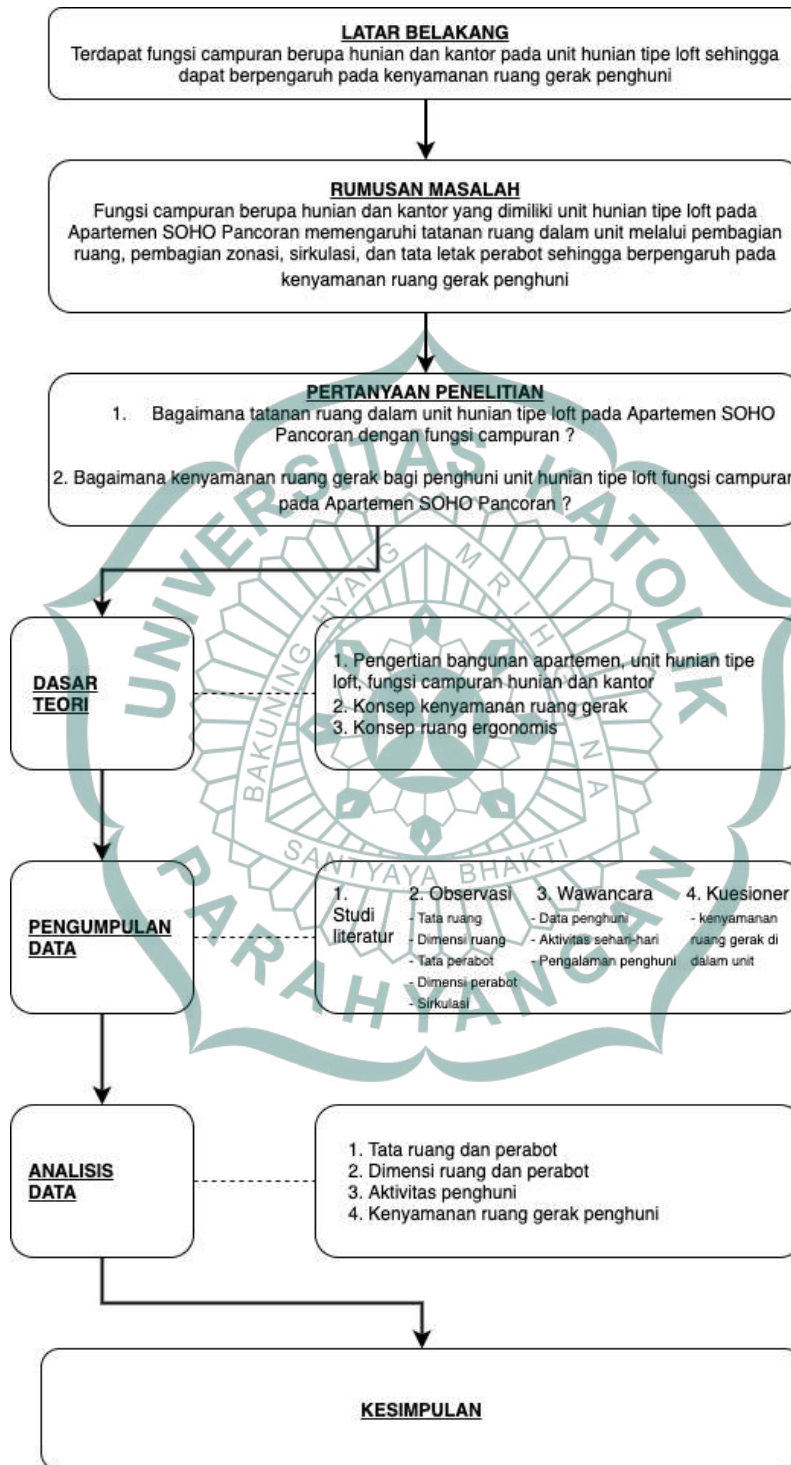 LATAR BELAKANG
Terdapat fungsi campuran berupa hunian dan kantor pada unit hunian tipe loft sehingga
dapat berpengaruh pada kenyamanan ruang gerak penghuni
RUMUSAN MASALAH
Fungsi campuran berupa hunian dan kantor yang dimiliki unit hunian tipe loft pada
Apartemen SOHO Pancoran memengaruhi tatanan ruang dalam unit melalui pembagian
ruang, pembagian zonasi, sirkulasi, dan tata letak perabot sehingga berpengaruh pada
kenyamanan ruang gerak penghuni
PERTANYAAN PENELITIAN
1. Bagaimana tatanan ruang dalam unit hunian tipe loft pada Apartemen SOHO
Pancoran dengan fungsi campuran ?
2. Bagaimana kenyamanan ruang gerak bagi penghuni unit hunian tipe loft fungsi campuran
pada Apartemen SOHO Pancoran ?
DASAR
TEORI
1. Pengertian bangunan apartemen, unit hunian tipe
loft, fungsi campuran hunian dan kantor
2. Konsep kenyamanan ruang gerak
3. Konsep ruang ergonomis
PENGUMPULAN
DATA
1.
Studi
literatur
2. Observasi
- Tata ruang
- Dimensi ruang
- Tata perabot
- Dimensi perabot
- Sirkulasi
3. Wawancara
- Data penghuni
- Aktivitas sehari-hari
- Pengalaman penghuni
4. Kuesioner
- kenyamanan
ruang gerak di
dalam unit
ANALISIS
DATA
1. Tata ruang dan perabot
2. Dimensi ruang dan perabot
3. Aktivitas penghuni
4. Kenyamanan ruang gerak penghuni
KESIMPULAN
UNIVERSITAS KATOLIK
PARAHYANGAN
BAKUNING HYANG
SANTYAYA BHAKTI